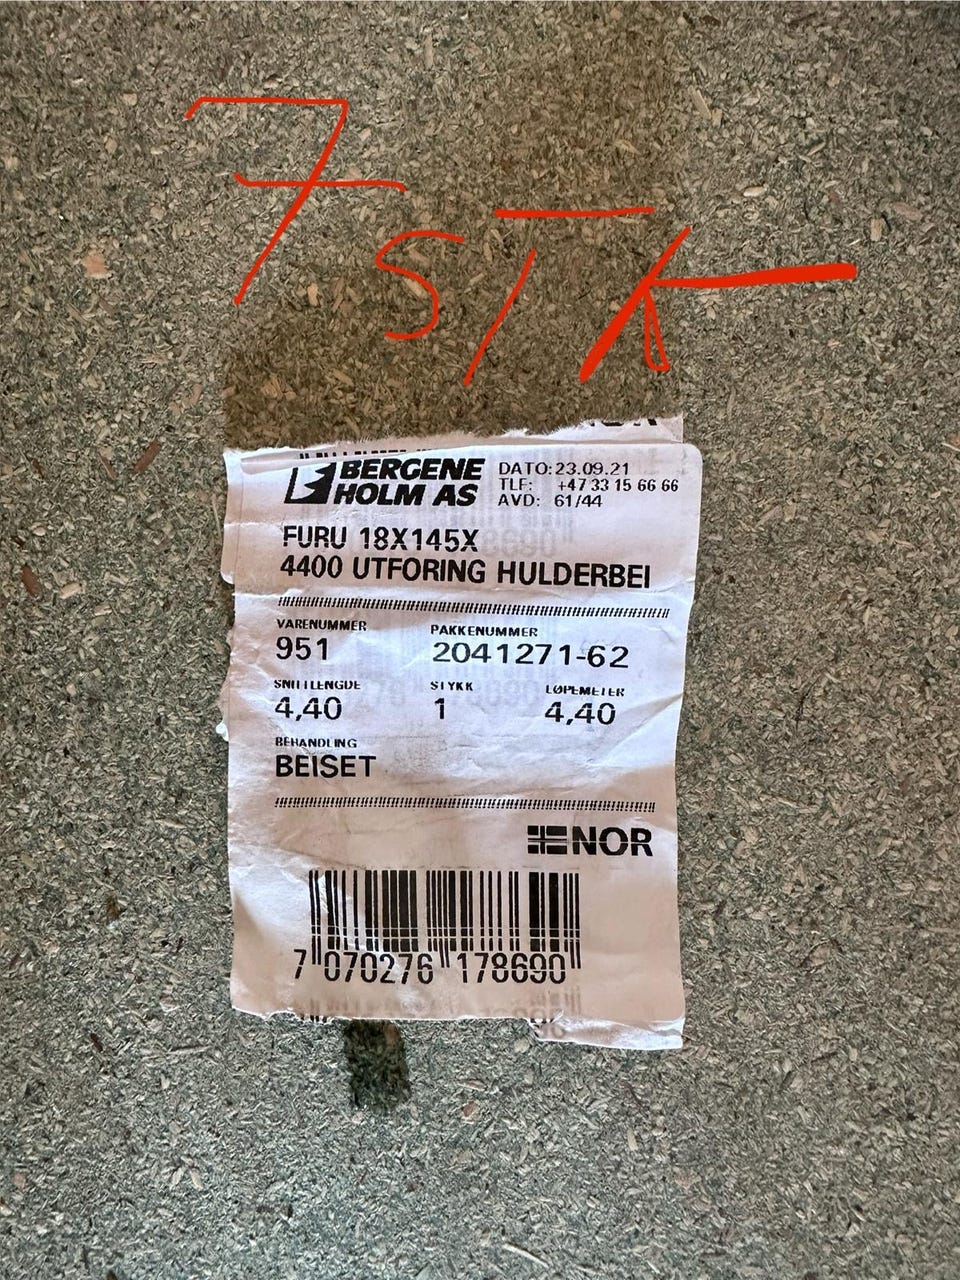 7 STK
BERGENE
HOLM AS
DATO: 23.09.21
TLF: +47 33 15 66 66
AVD: 61/44
FURU 18X145X
4400 UTFORING HULDERBEI
VARENUMMER PAKKENUMMER
951 2041271-62
SNITTLENGDE STYKK LØPEMETER
4,40 1 4,40
BEHANDLING
BEISET
NOR
7 070276 178690